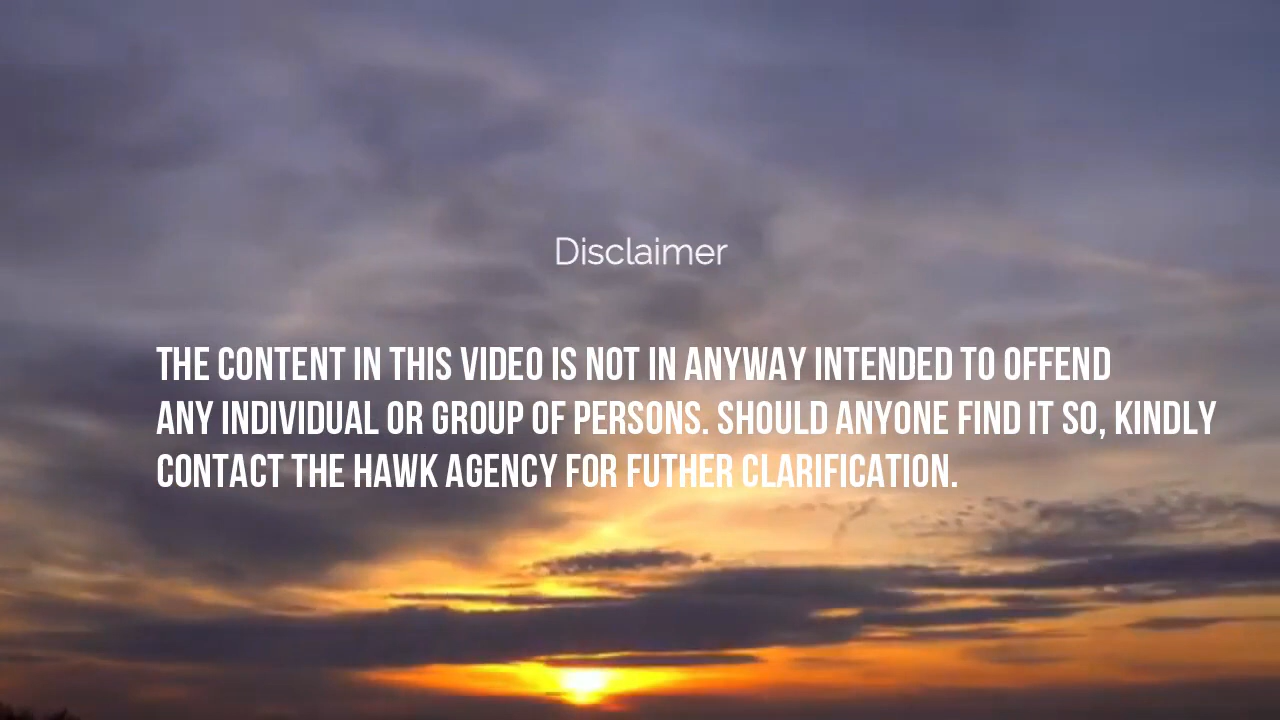 Disclaimer
THE CONTENT IN THIS VIDEO IS NOT IN ANYWAY INTENDED TO OFFEND
ANY INDIVIDUAL OR GROUP OF PERSONS. SHOULD ANYONE FIND IT SO, KINDLY
CONTACT THE HAWK AGENCY FOR FUTHER CLARIFICATION.